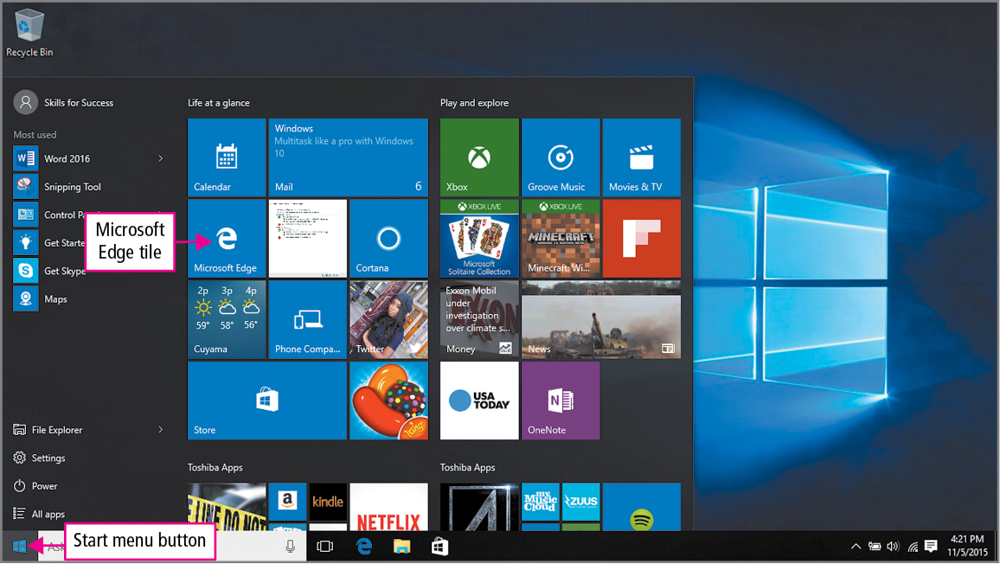 Recycle Bin
Skills for Success
Most used
Word 2016
Snipping Tool
Control
Get Starte
Get Skype
Maps
File Explorer
Settings
Power
All apps
Microsoft
Edge tile
Start menu button
Life at a glance
Calendar
Windows
Multitask like a pro with Windows
10
Mail 6
Microsoft Edge
Cortana
2p 3p 4p
59° 58° 56°
Cuyama
Phone Compa...
Twitter
Store
King
Play and explore
Xbox
Groove Music
Movies & TV
XBOX LIVE
Microsoft
Solitaire Collection
XBOX LIVE
MINECRAFT
Minecraft: Wi...
Exxon Mobil
under
investigation
over climate s...
Money
News
USA
TODAY
N
OneNote
Toshiba Apps
LINE DO NOT
a
kindle
NETFLIX
Toshiba Apps
my
Music
Cloud
ZUUS
4:21 PM
11/5/2015